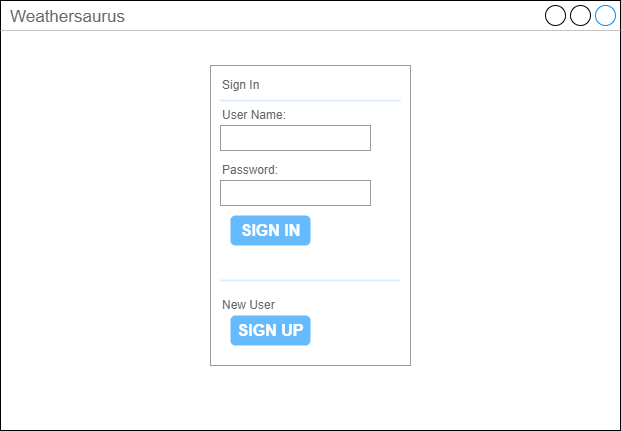 Weathersaurus
Sign In
User Name:
Password:
SIGN IN
New User
SIGN UP